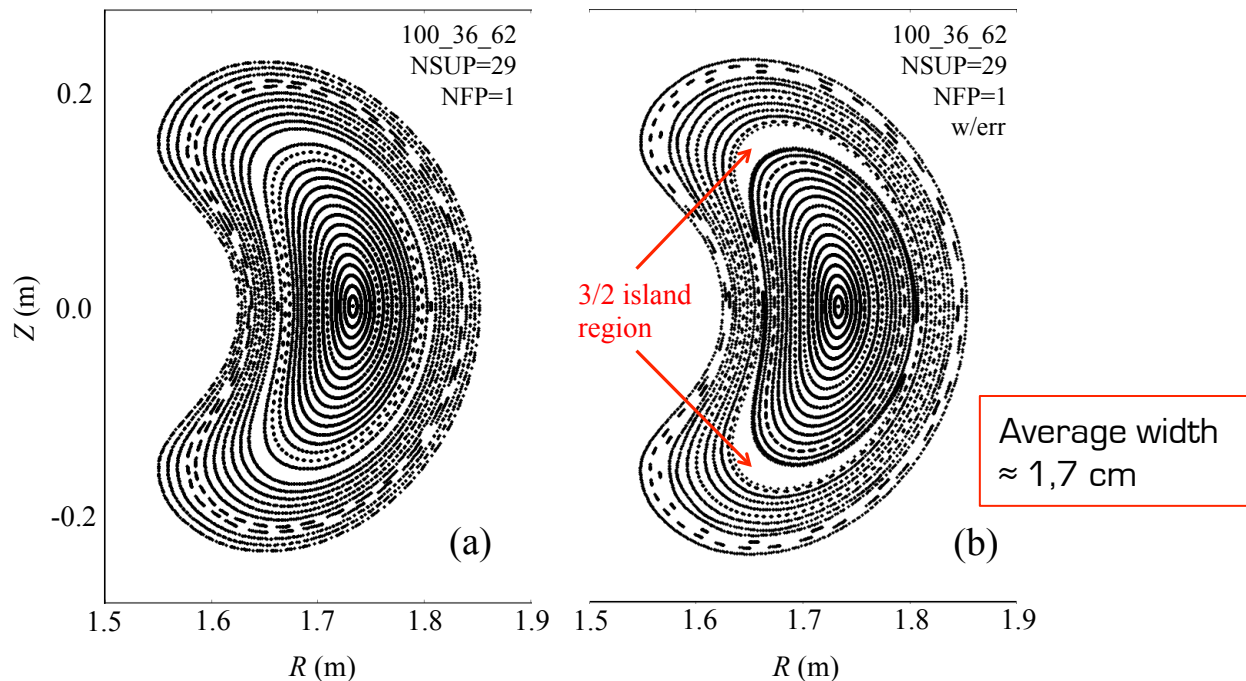 100_36_62
NSUP=29
NFP=1
(a)
0.2
0.0
-0.2
Z (m)
1.5
1.6
1.7
1.8
1.9
R (m)
100_36_62
NSUP=29
NFP=1
w/err
3/2 island
region
(b)
1.5
1.6
1.7
1.8
1.9
R (m)
Average width
≈ 1,7 cm